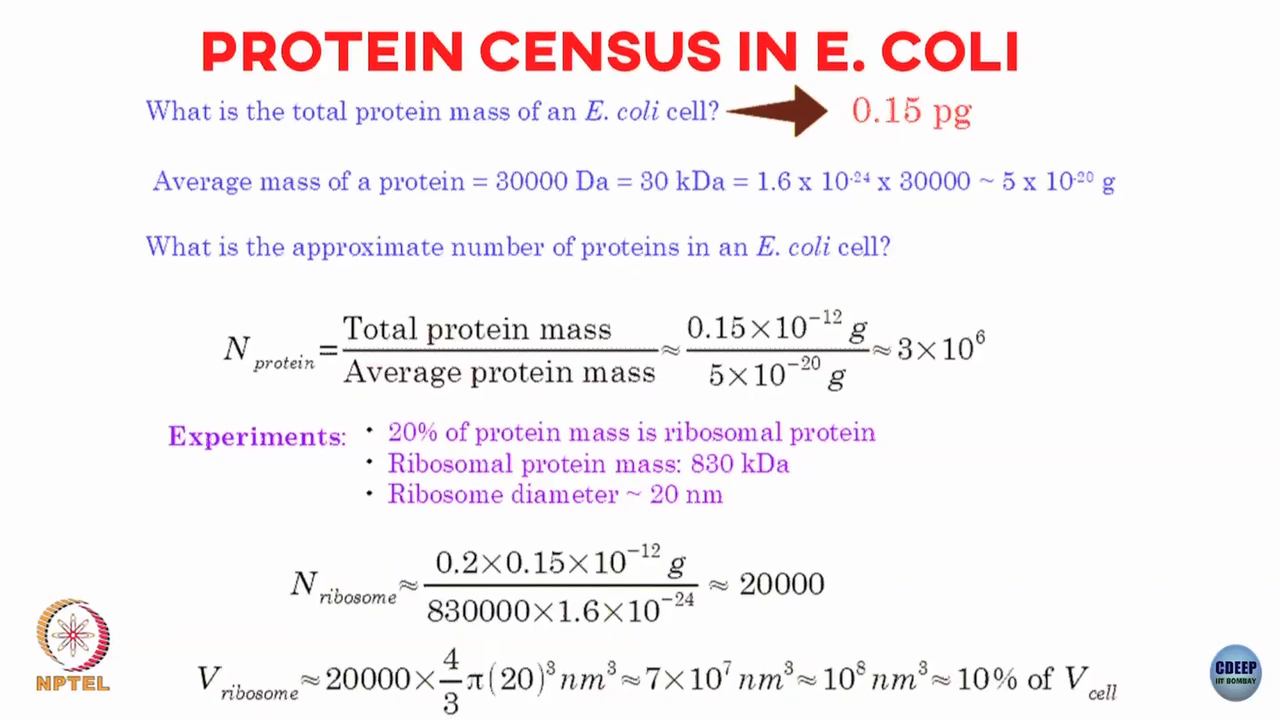 PROTEIN CENSUS IN E. COLI
What is the total protein mass of an E. coli cell? 0.15 pg
Average mass of a protein = 30000 Da = 30 kDa = 1.6 x 10⁻²⁴ x 30000 ~ 5 x 10⁻²⁰ g
What is the approximate number of proteins in an E. coli cell?
N_protein = Total protein mass / Average protein mass ≈ 0.15×10⁻¹² g / 5×10⁻²⁰ g ≈ 3×10⁶
Experiments: • 20% of protein mass is ribosomal protein
• Ribosomal protein mass: 830 kDa
• Ribosome diameter ~ 20 nm
N_ribosome ≈ 0.2×0.15×10⁻¹² g / 830000×1.6×10⁻²⁴ ≈ 20000
V_ribosome ≈ 20000 × 4/3 π(20)³ nm³ ≈ 7×10⁷ nm³ ≈ 10⁸ nm³ ≈ 10% of V_cell
NPTEL
CDEEP
IIT BOMBAY